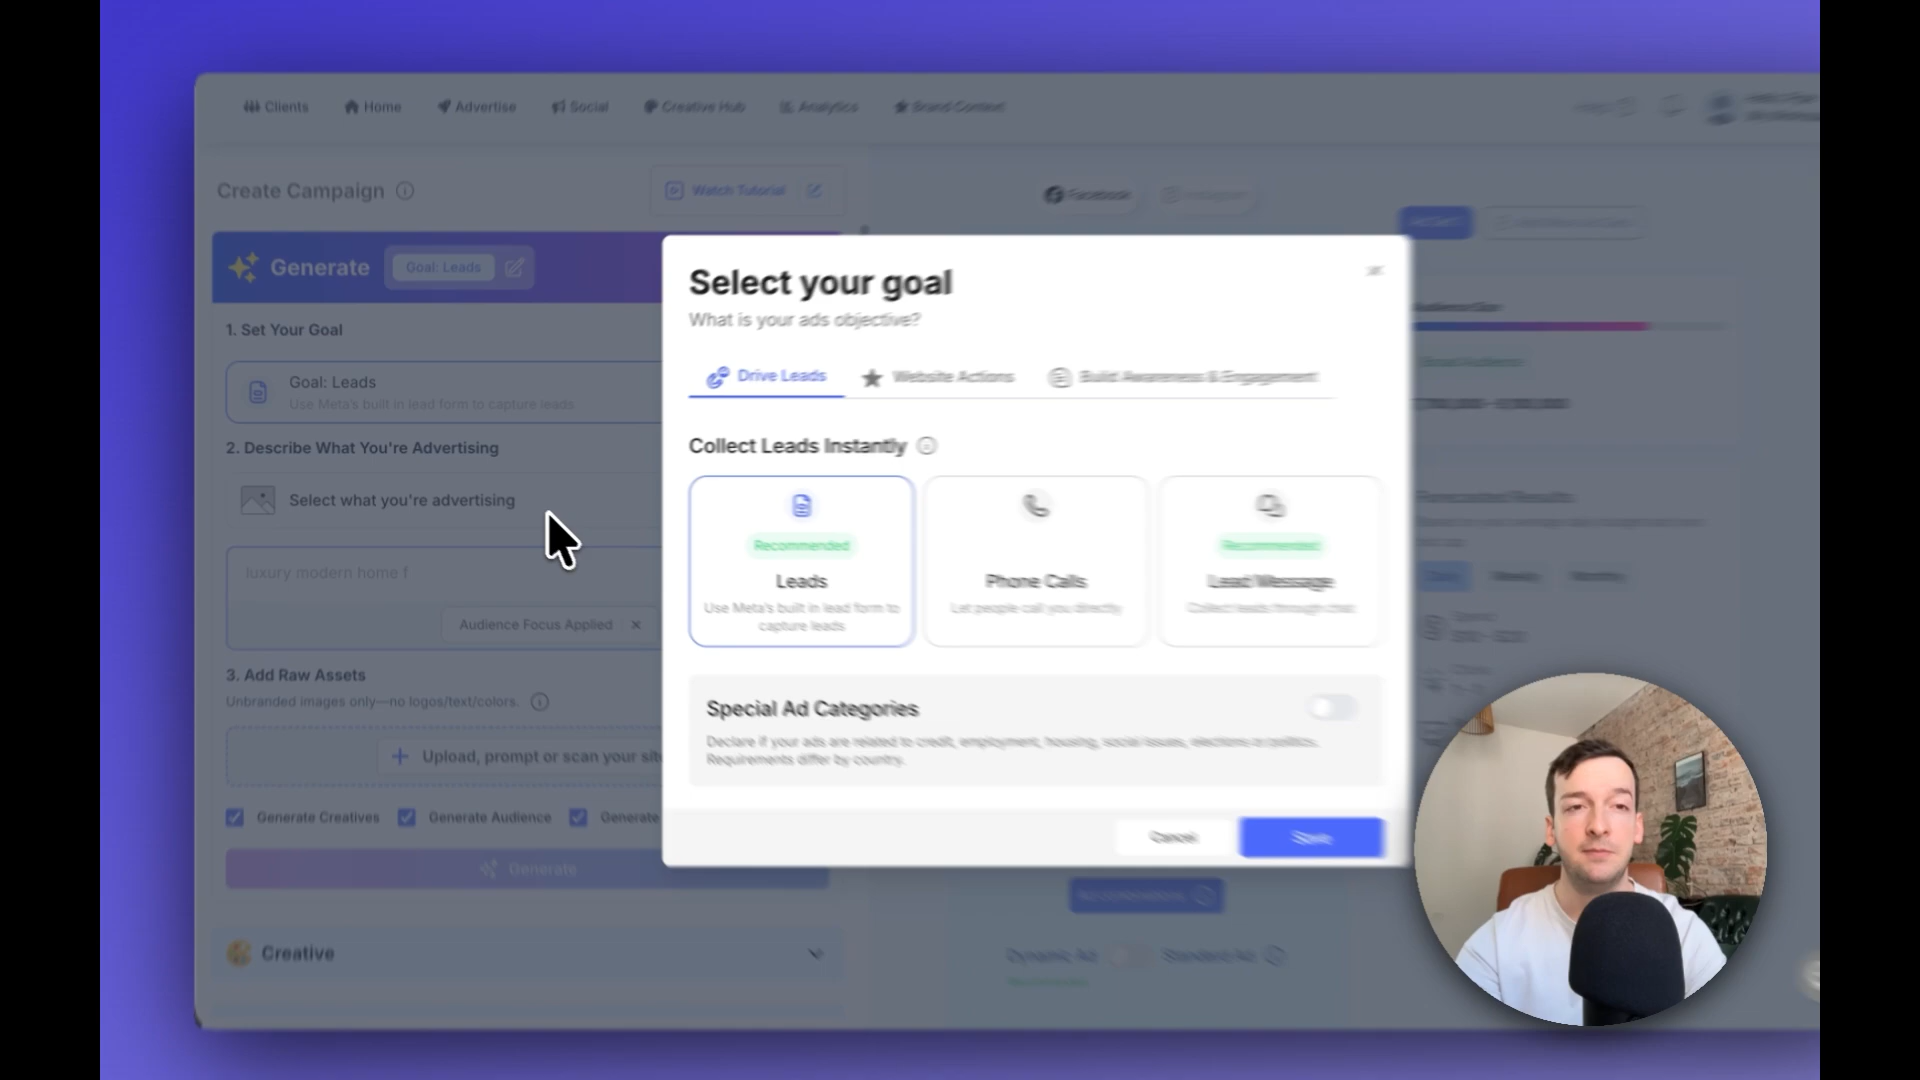 Clients
Home
Advertise
Social
Creative Hub
Analytics
Brand Context
Create Campaign
Watch Tutorial
Facebook
Instagram
Generate
Goal: Leads
1. Set Your Goal
Goal: Leads
Use Meta's built in lead form to capture leads
2. Describe What You're Advertising
Select what you're advertising
luxury modern home f
Audience Focus Applied
3. Add Raw Assets
Unbranded images only—no logos/text/colors.
Upload, prompt or scan your sit
Generate Creatives
Generate Audience
Generate
Generate
Creative
Select your goal
What is your ads objective?
Drive Leads
Website Actions
Build Awareness & Engagement
Collect Leads Instantly
Recommended
Leads
Use Meta's built in lead form to
capture leads
Phone Calls
Let people call you directly
Recommended
Lead Message
Collect leads through chat
Special Ad Categories
Declare if your ads are related to credit, employment, housing, social issues, elections or politics.
Requirements differ by country.
Cancel
Save
Forecasted Results
Weekly
Monthly
Dynamic Ad
Standard Ad